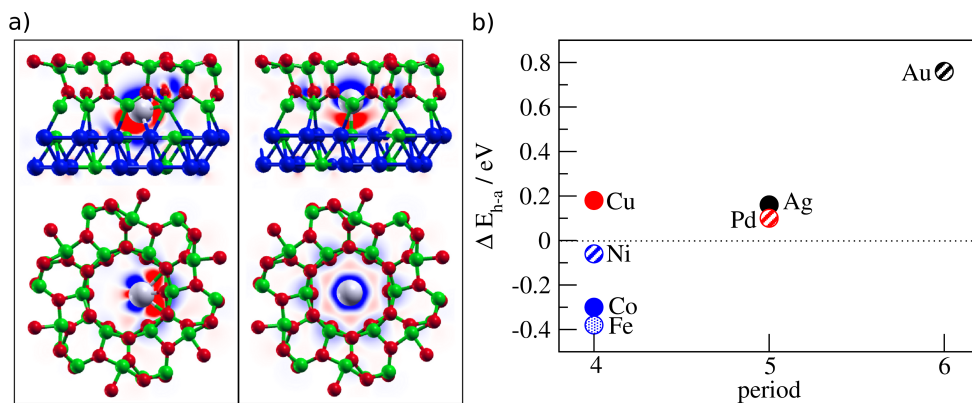 a)
b)
Δ E_h-a / eV
0.8
0.6
0.4
0.2
0
-0.2
-0.4
Au
Cu
Ag
Pd
Ni
Co
Fe
4
5
6
period